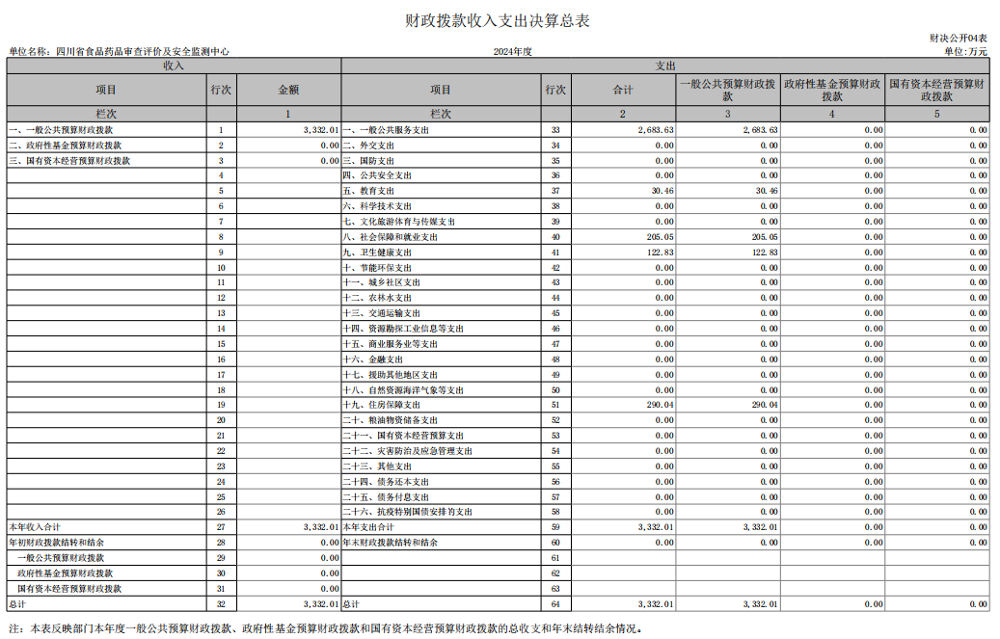 财政拨款收入支出决算总表
财决公开04表
单位名称：四川省食品药品审查评价及安全监测中心 2024年度 单位:万元
收入 支出
项目 行次 金额 项目 行次 合计 一般公共预算财政拨款 政府性基金预算财政拨款 国有资本经营预算财政拨款
栏次 1 栏次 2 3 4 5
一、一般公共预算财政拨款 1 3,332.01 一、一般公共服务支出 33 2,683.63 2,683.63 0.00 0.00
二、政府性基金预算财政拨款 2 0.00 二、外交支出 34 0.00 0.00 0.00 0.00
三、国有资本经营预算财政拨款 3 0.00 三、国防支出 35 0.00 0.00 0.00 0.00
4 四、公共安全支出 36 0.00 0.00 0.00 0.00
5 五、教育支出 37 30.46 30.46 0.00 0.00
6 六、科学技术支出 38 0.00 0.00 0.00 0.00
7 七、文化旅游体育与传媒支出 39 0.00 0.00 0.00 0.00
8 八、社会保障和就业支出 40 205.05 205.05 0.00 0.00
9 九、卫生健康支出 41 122.83 122.83 0.00 0.00
10 十、节能环保支出 42 0.00 0.00 0.00 0.00
11 十一、城乡社区支出 43 0.00 0.00 0.00 0.00
12 十二、农林水支出 44 0.00 0.00 0.00 0.00
13 十三、交通运输支出 45 0.00 0.00 0.00 0.00
14 十四、资源勘探工业信息等支出 46 0.00 0.00 0.00 0.00
15 十五、商业服务业等支出 47 0.00 0.00 0.00 0.00
16 十六、金融支出 48 0.00 0.00 0.00 0.00
17 十七、援助其他地区支出 49 0.00 0.00 0.00 0.00
18 十八、自然资源海洋气象等支出 50 0.00 0.00 0.00 0.00
19 十九、住房保障支出 51 290.04 290.04 0.00 0.00
20 二十、粮油物资储备支出 52 0.00 0.00 0.00 0.00
21 二十一、国有资本经营预算支出 53 0.00 0.00 0.00 0.00
22 二十二、灾害防治及应急管理支出 54 0.00 0.00 0.00 0.00
23 二十三、其他支出 55 0.00 0.00 0.00 0.00
24 二十四、债务还本支出 56 0.00 0.00 0.00 0.00
25 二十五、债务付息支出 57 0.00 0.00 0.00 0.00
26 二十六、抗疫特别国债安排的支出 58 0.00 0.00 0.00 0.00
本年收入合计 27 3,332.01 本年支出合计 59 3,332.01 3,332.01 0.00 0.00
年初财政拨款结转和结余 28 0.00 年末财政拨款结转和结余 60 0.00 0.00 0.00 0.00
一般公共预算财政拨款 29 0.00 61
政府性基金预算财政拨款 30 0.00 62
国有资本经营预算财政拨款 31 0.00 63
总计 32 3,332.01 总计 64 3,332.01 3,332.01 0.00 0.00
注：本表反映部门本年度一般公共预算财政拨款、政府性基金预算财政拨款和国有资本经营预算财政拨款的总收支和年末结转结余情况。